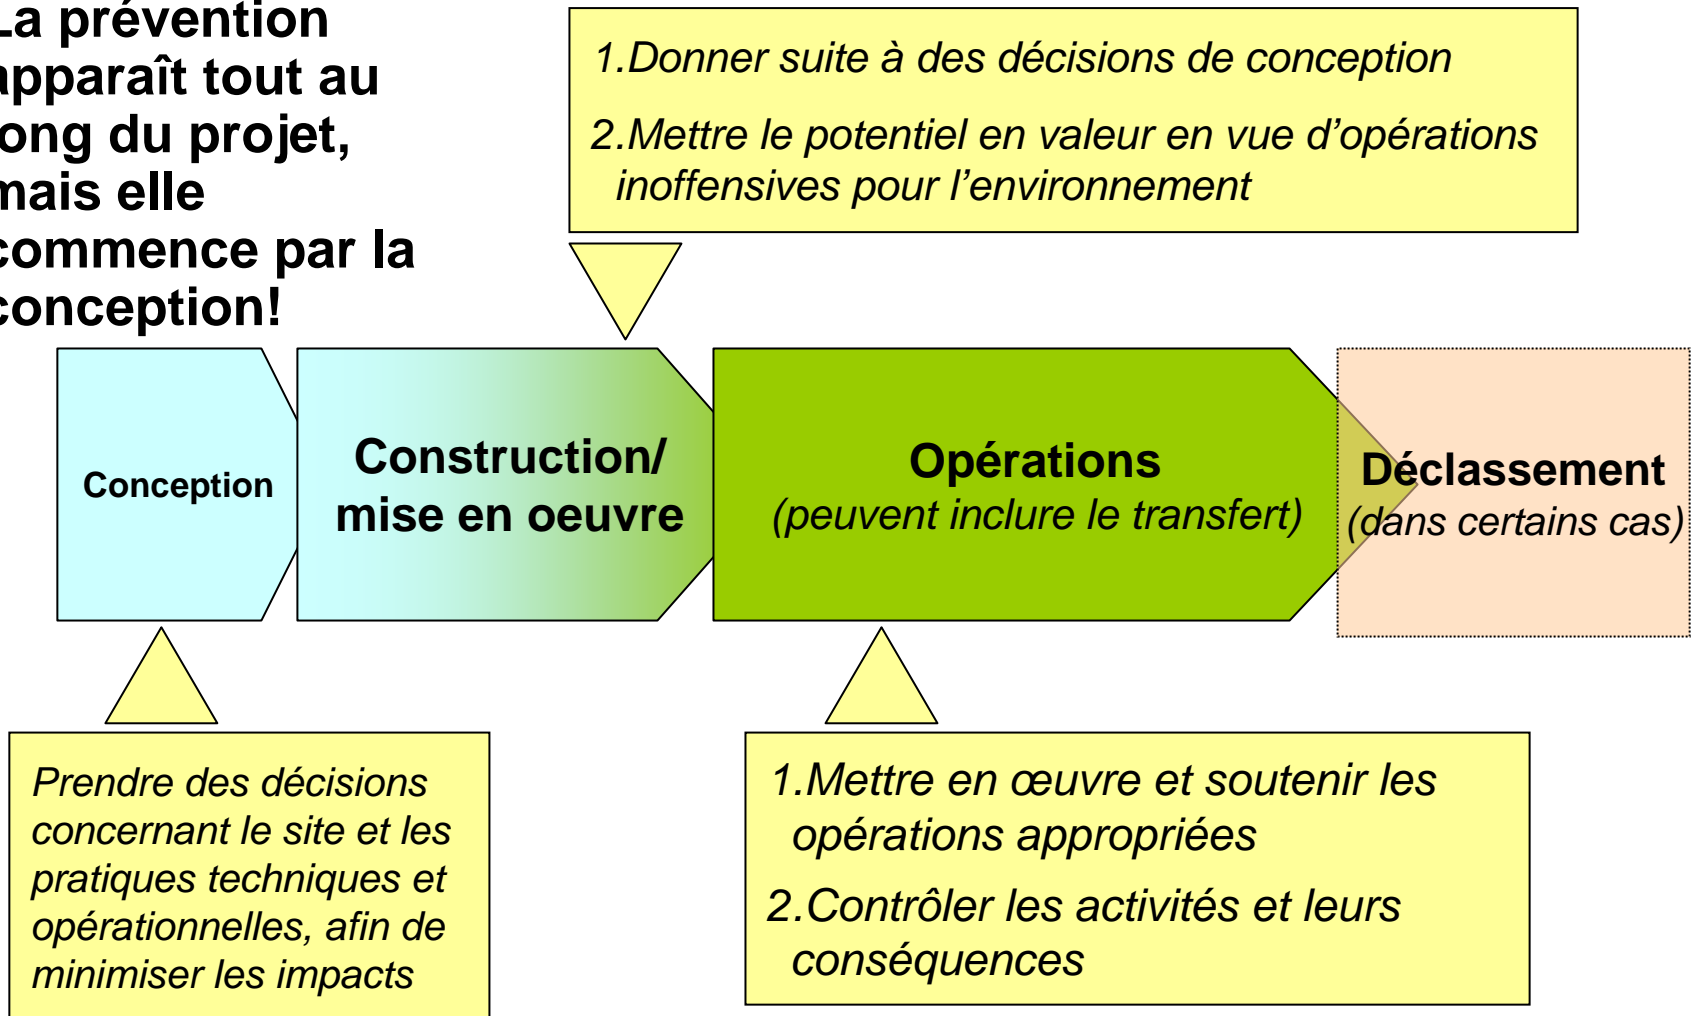 La prévention
apparaît tout au
long du projet,
mais elle
commence par la
conception!
1.Donner suite à des décisions de conception
2.Mettre le potentiel en valeur en vue d’opérations
inoffensives pour l’environnement
Conception
Construction/
mise en oeuvre
Opérations
(peuvent inclure le transfert)
Déclassement
(dans certains cas)
Prendre des décisions
concernant le site et les
pratiques techniques et
opérationnelles, afin de
minimiser les impacts
1.Mettre en œuvre et soutenir les
opérations appropriées
2.Contrôler les activités et leurs
conséquences